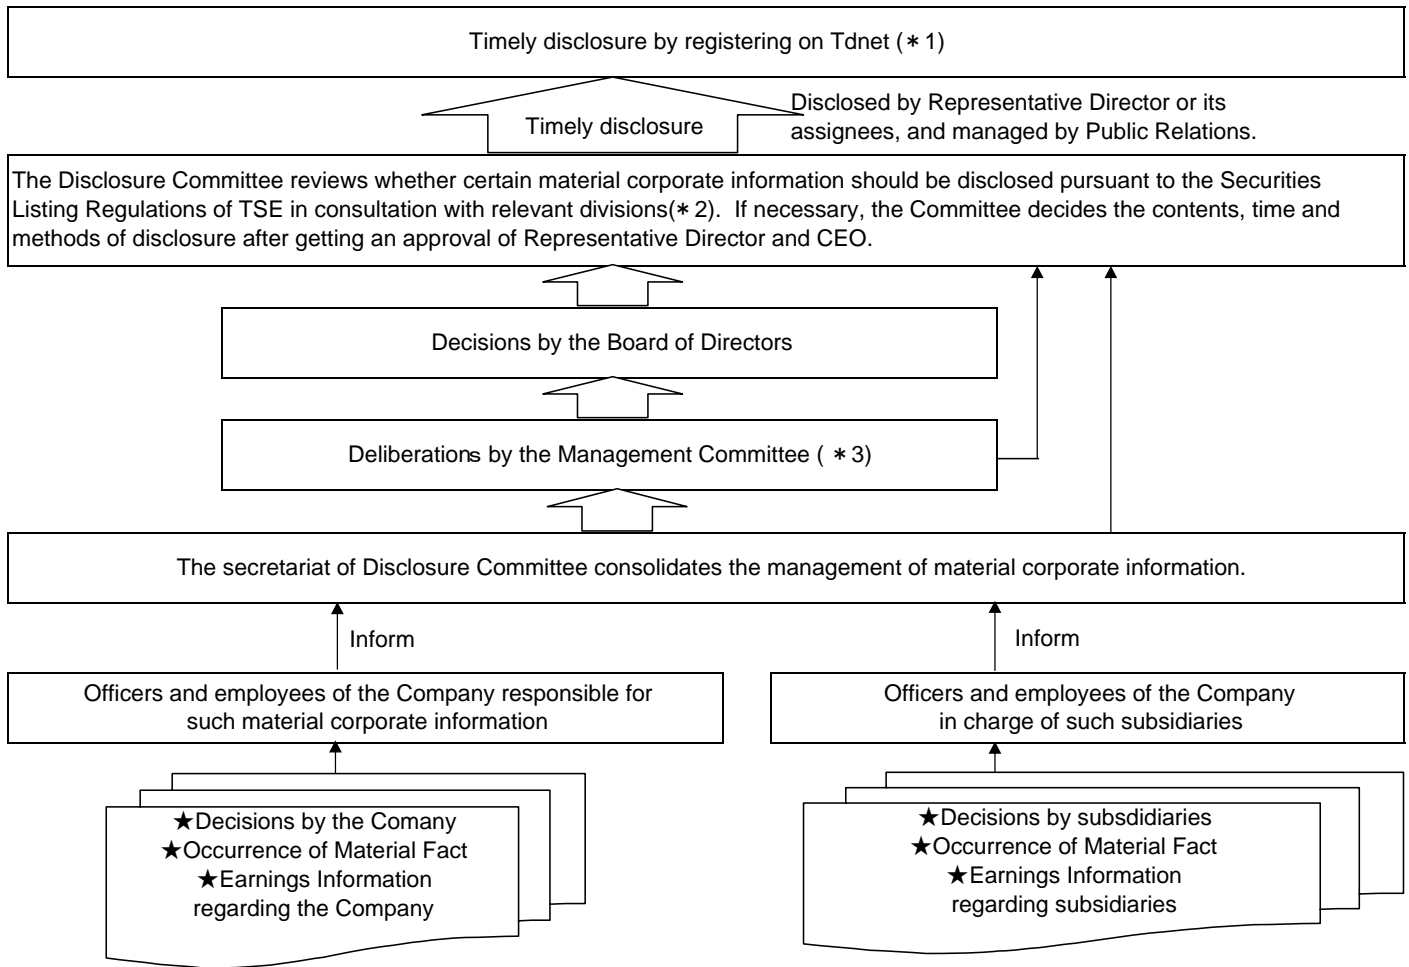 Timely disclosure by registering on Tdnet (＊1)
Timely disclosure
Disclosed by Representative Director or its
assignees, and managed by Public Relations.
The Disclosure Committee reviews whether certain material corporate information should be disclosed pursuant to the Securities
Listing Regulations of TSE in consultation with relevant divisions(＊2).  If necessary, the Committee decides the contents, time and
methods of disclosure after getting an approval of Representative Director and CEO.
Decisions by the Board of Directors
Deliberations by the Management Committee ( ＊3)
The secretariat of Disclosure Committee consolidates the management of material corporate information.
Inform
Inform
Officers and employees of the Company responsible for
such material corporate information
Officers and employees of the Company
in charge of such subsidiaries
★Decisions by the Comany
★Occurrence of Material Fact
★Earnings Information
regarding the Company
★Decisions by subsdidiaries
★Occurrence of Material Fact
★Earnings Information
regarding subsidiaries